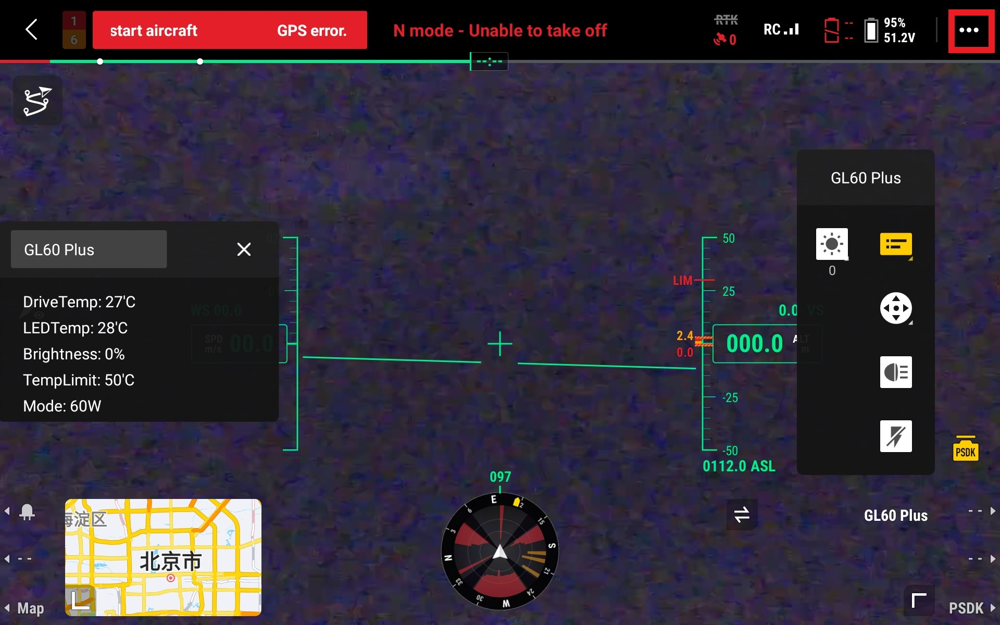 1
6
start aircraft GPS error.
N mode - Unable to take off
RTK
0
RC
95%
51.2V
GL60 Plus
0
GL60 Plus
DriveTemp: 27'C
LEDTemp: 28'C
Brightness: 0%
TempLimit: 50'C
Mode: 60W
WS 00.0
SPD
m/s
00.0
50
LIM
25
0.0 VS
2.4
0.0
000.0
ALT
m
-25
-50
0112.0 ASL
PSDK
097
E
12
15
S
21
24
W
30
33
N
3
6
海淀区
北京市
GL60 Plus
Map
PSDK